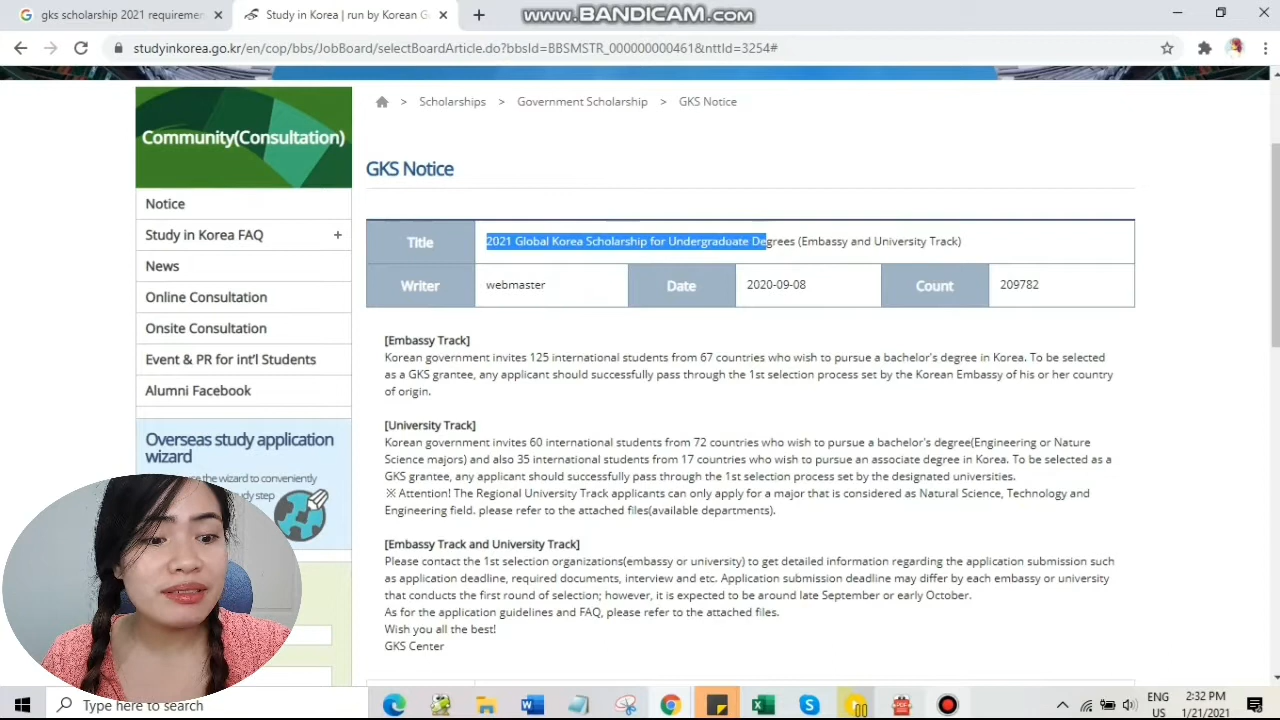 gks scholarship 2021 requiremen
Study in Korea | run by Korean G
www.BANDICAM.com
studyinkorea.go.kr/en/cop/bbs/JobBoard/selectBoardArticle.do?bbsId=BBSMSTR_000000000461&nttId=3254#
> Scholarships > Government Scholarship > GKS Notice
Community(Consultation)
Notice
Study in Korea FAQ +
News
Online Consultation
Onsite Consultation
Event & PR for int'l Students
Alumni Facebook
Overseas study application
wizard
the wizard to conveniently
step
GKS Notice
Title 2021 Global Korea Scholarship for Undergraduate Degrees (Embassy and University Track)
Writer webmaster Date 2020-09-08 Count 209782
[Embassy Track]
Korean government invites 125 international students from 67 countries who wish to pursue a bachelor's degree in Korea. To be selected
as a GKS grantee, any applicant should successfully pass through the 1st selection process set by the Korean Embassy of his or her country
of origin.
[University Track]
Korean government invites 60 international students from 72 countries who wish to pursue a bachelor's degree(Engineering or Nature
Science majors) and also 35 international students from 17 countries who wish to pursue an associate degree in Korea. To be selected as a
GKS grantee, any applicant should successfully pass through the 1st selection process set by the designated universities.
※ Attention! The Regional University Track applicants can only apply for a major that is considered as Natural Science, Technology and
Engineering field. please refer to the attached files(available departments).
[Embassy Track and University Track]
Please contact the 1st selection organizations(embassy or university) to get detailed information regarding the application submission such
as application deadline, required documents, interview and etc. Application submission deadline may differ by each embassy or university
that conducts the first round of selection; however, it is expected to be around late September or early October.
As for the application guidelines and FAQ, please refer to the attached files.
Wish you all the best!
GKS Center
Type here to search
ENG
US
2:32 PM
1/21/2021